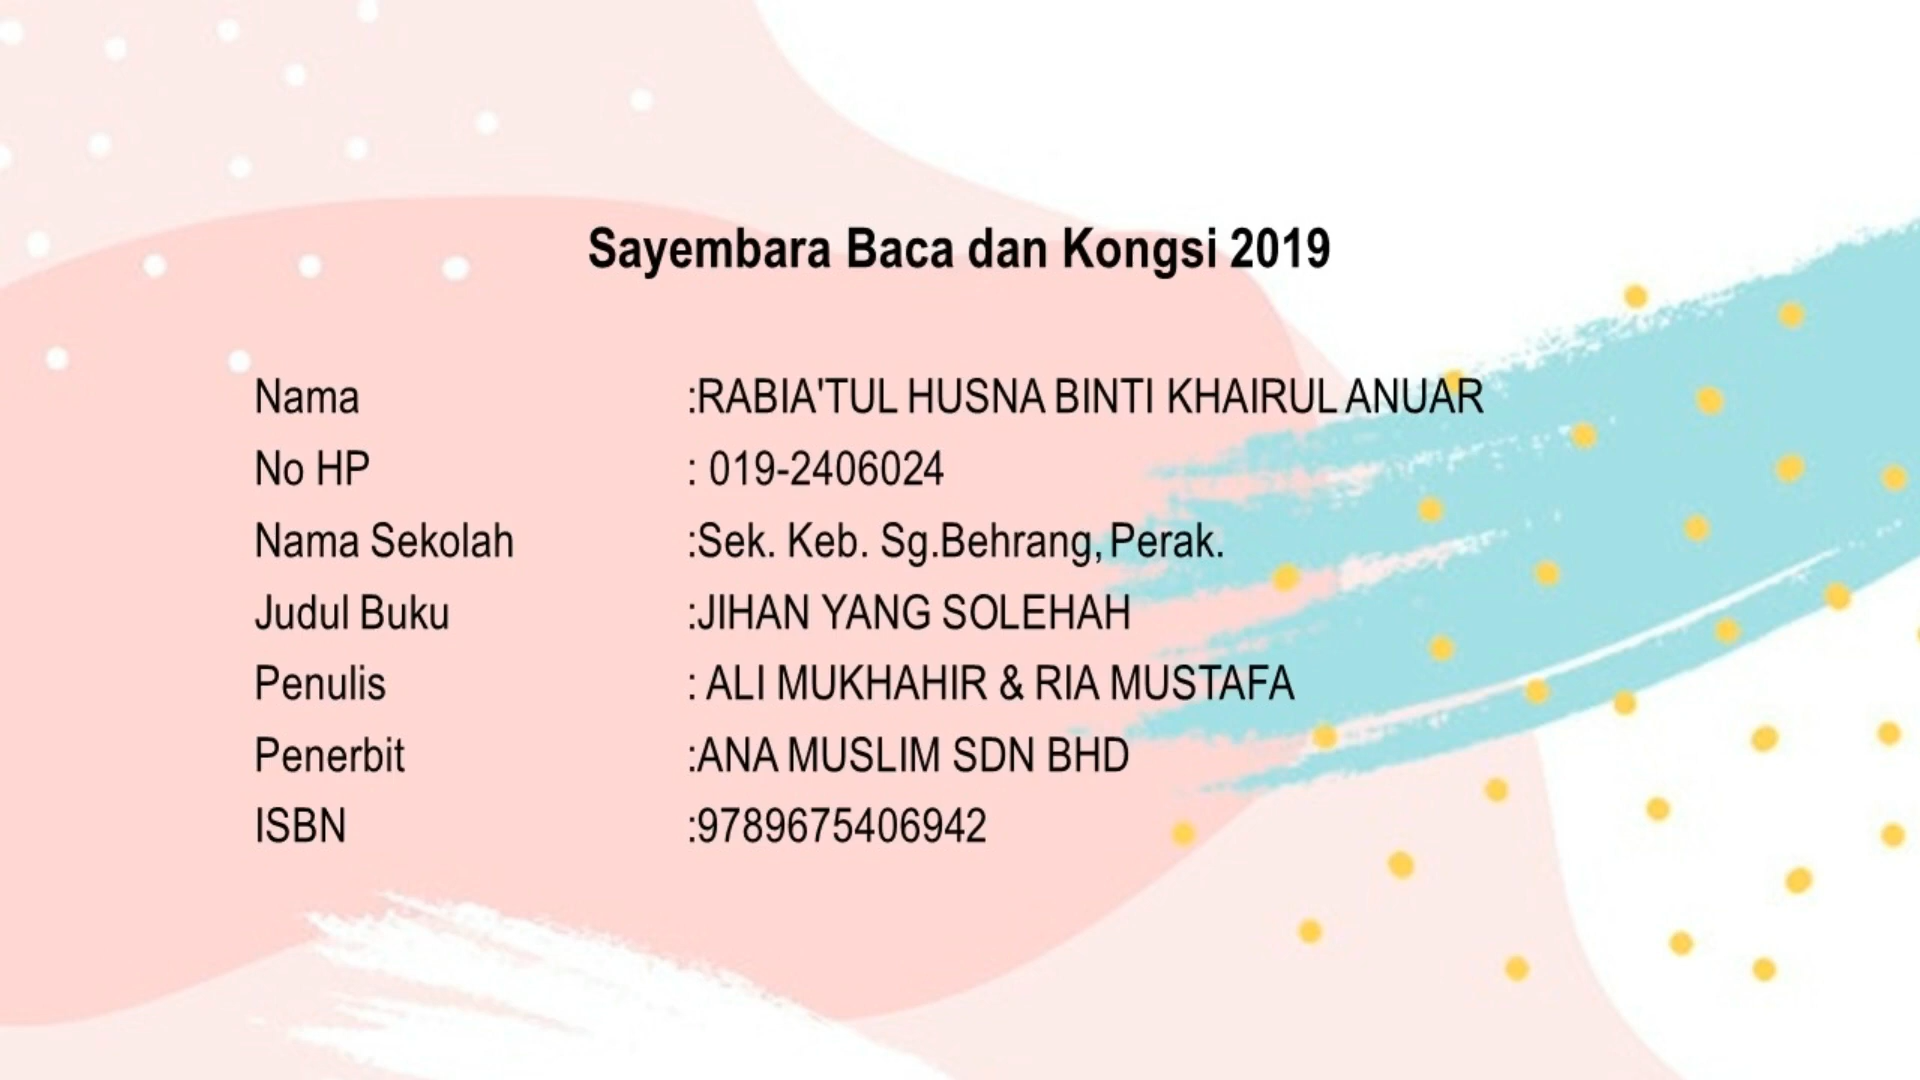 Sayembara Baca dan Kongsi 2019
Nama :RABIA'TUL HUSNA BINTI KHAIRUL ANUAR
No HP : 019-2406024
Nama Sekolah :Sek. Keb. Sg.Behrang, Perak.
Judul Buku :JIHAN YANG SOLEHAH
Penulis : ALI MUKHAHIR & RIA MUSTAFA
Penerbit :ANA MUSLIM SDN BHD
ISBN :9789675406942